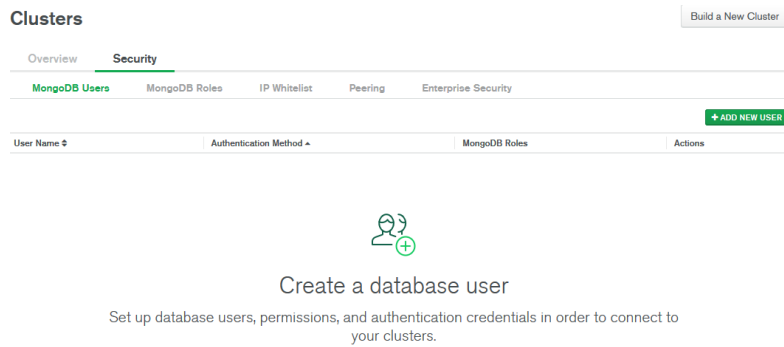 Clusters
Build a New Cluster
Overview Security
MongoDB Users MongoDB Roles IP Whitelist Peering Enterprise Security
+ ADD NEW USER
User Name Authentication Method MongoDB Roles Actions
Create a database user
Set up database users, permissions, and authentication credentials in order to connect to
your clusters.